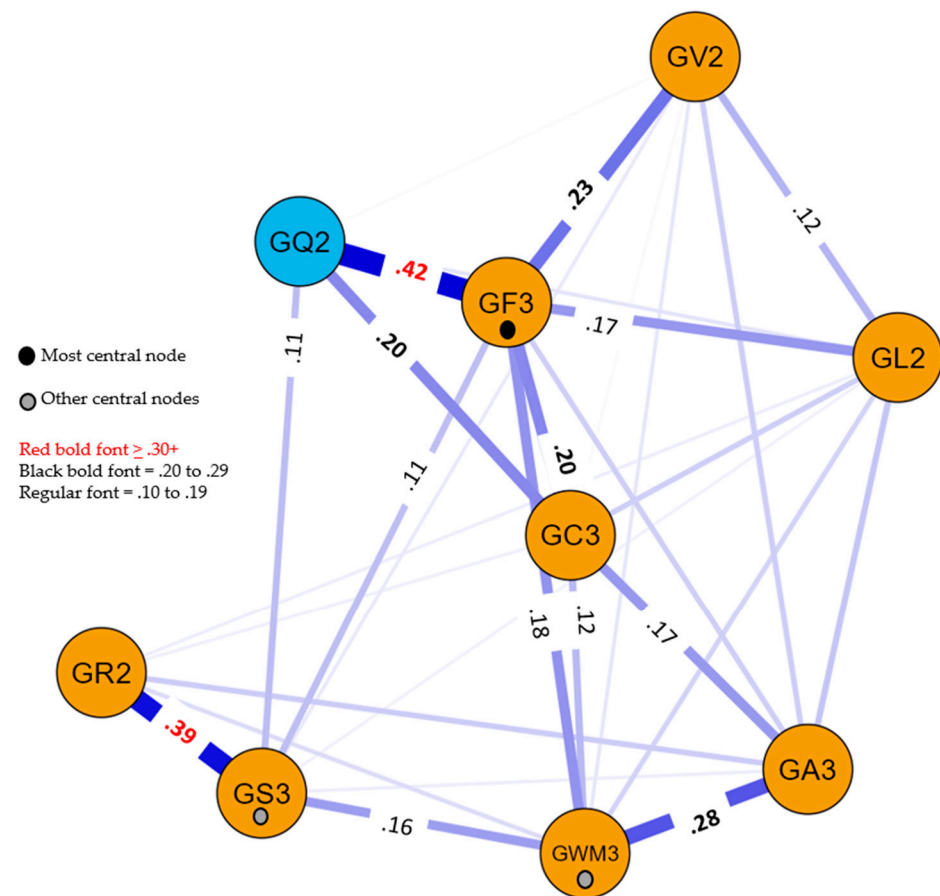 GV2
.23
.12
GQ2
.42
GF3
.17
.11
.20
GL2
Most central node
Other central nodes
Red bold font ≥ .30+
Black bold font = .20 to .29
Regular font = .10 to .19
.11
.20
GC3
.18
.12
.17
GR2
.39
GS3
.16
GWM3
.28
GA3